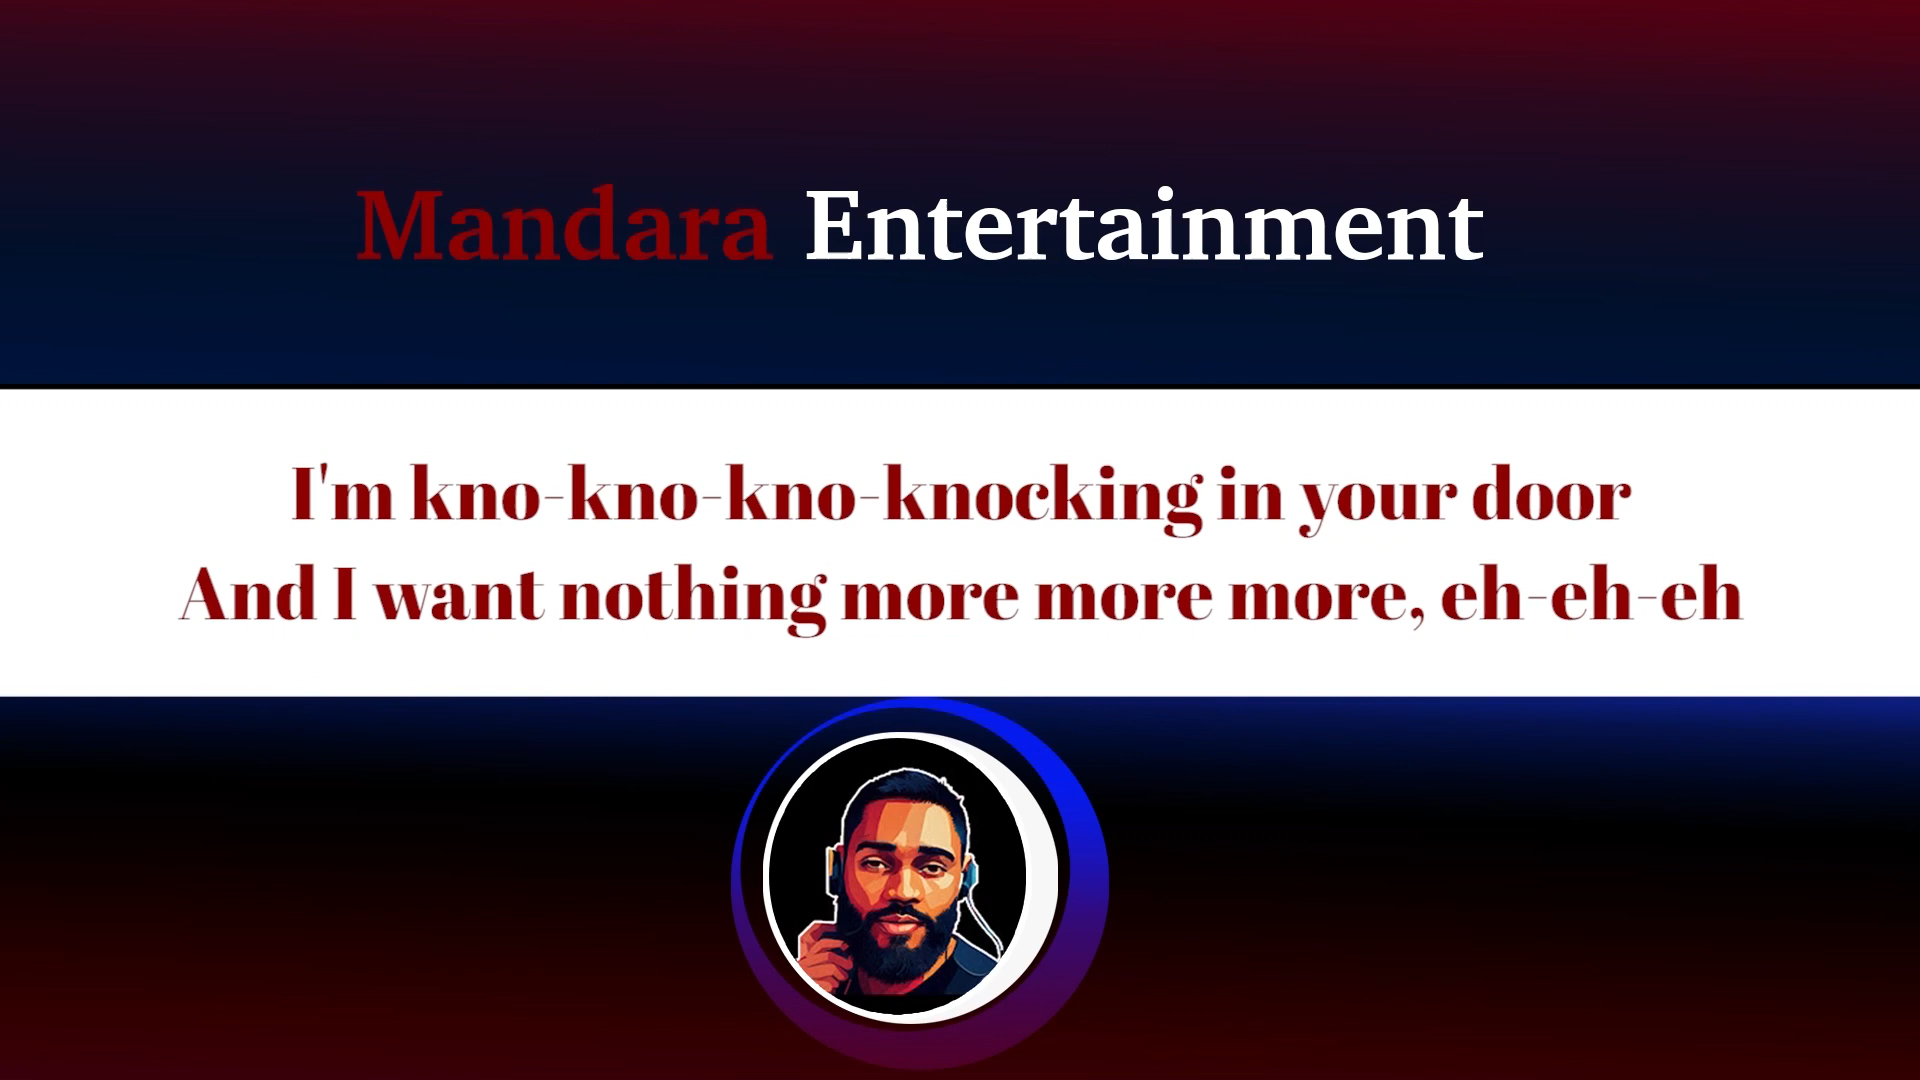 Mandara Entertainment
I'm kno-kno-kno-knocking in your door
And I want nothing more more more, eh-eh-eh